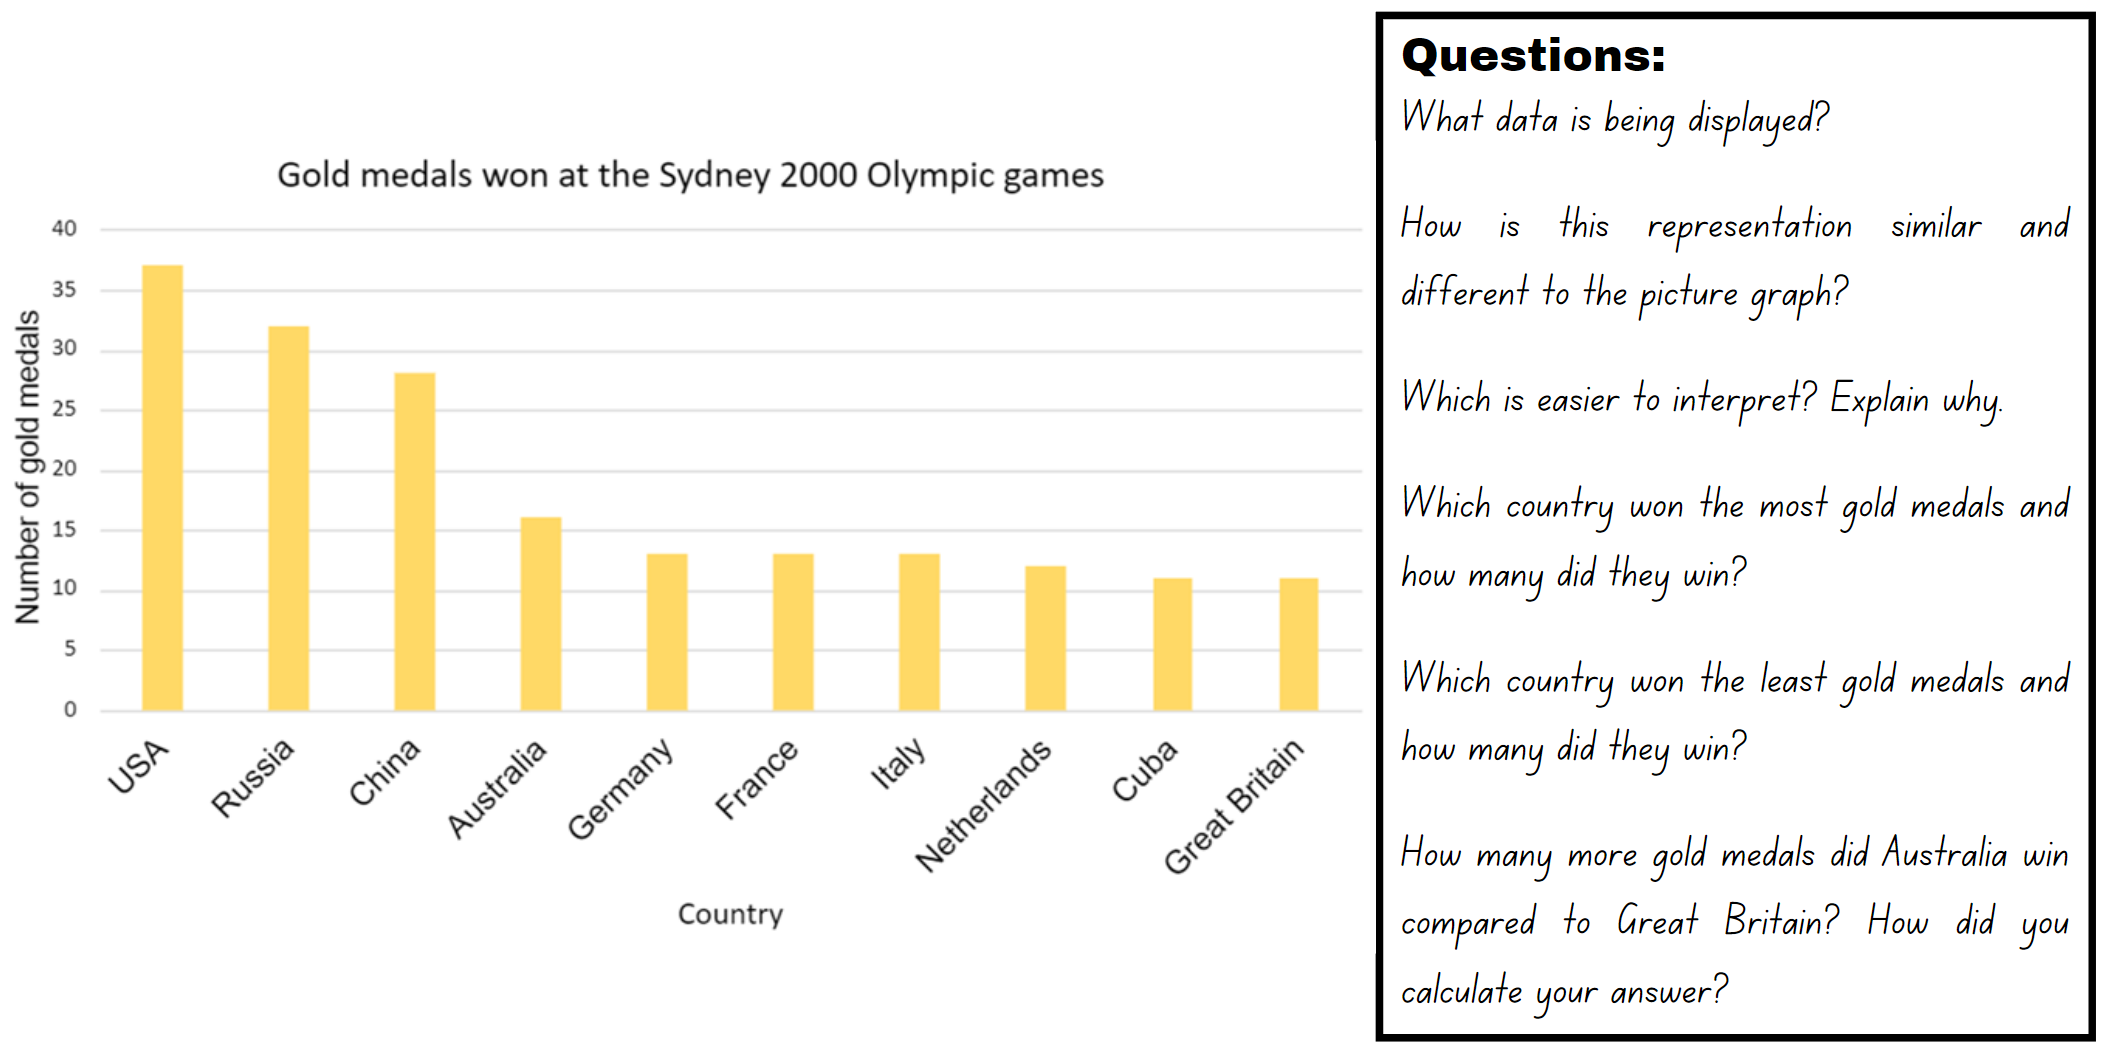 Gold medals won at the Sydney 2000 Olympic games
Number of gold medals
40
35
30
25
20
15
10
5
0
USA
Russia
China
Australia
Germany
France
Italy
Netherlands
Cuba
Great Britain
Country
Questions:
What data is being displayed?
How is this representation similar and
different to the picture graph?
Which is easier to interpret? Explain why.
Which country won the most gold medals and
how many did they win?
Which country won the least gold medals and
how many did they win?
How many more gold medals did Australia win
compared to Great Britain? How did you
calculate your answer?